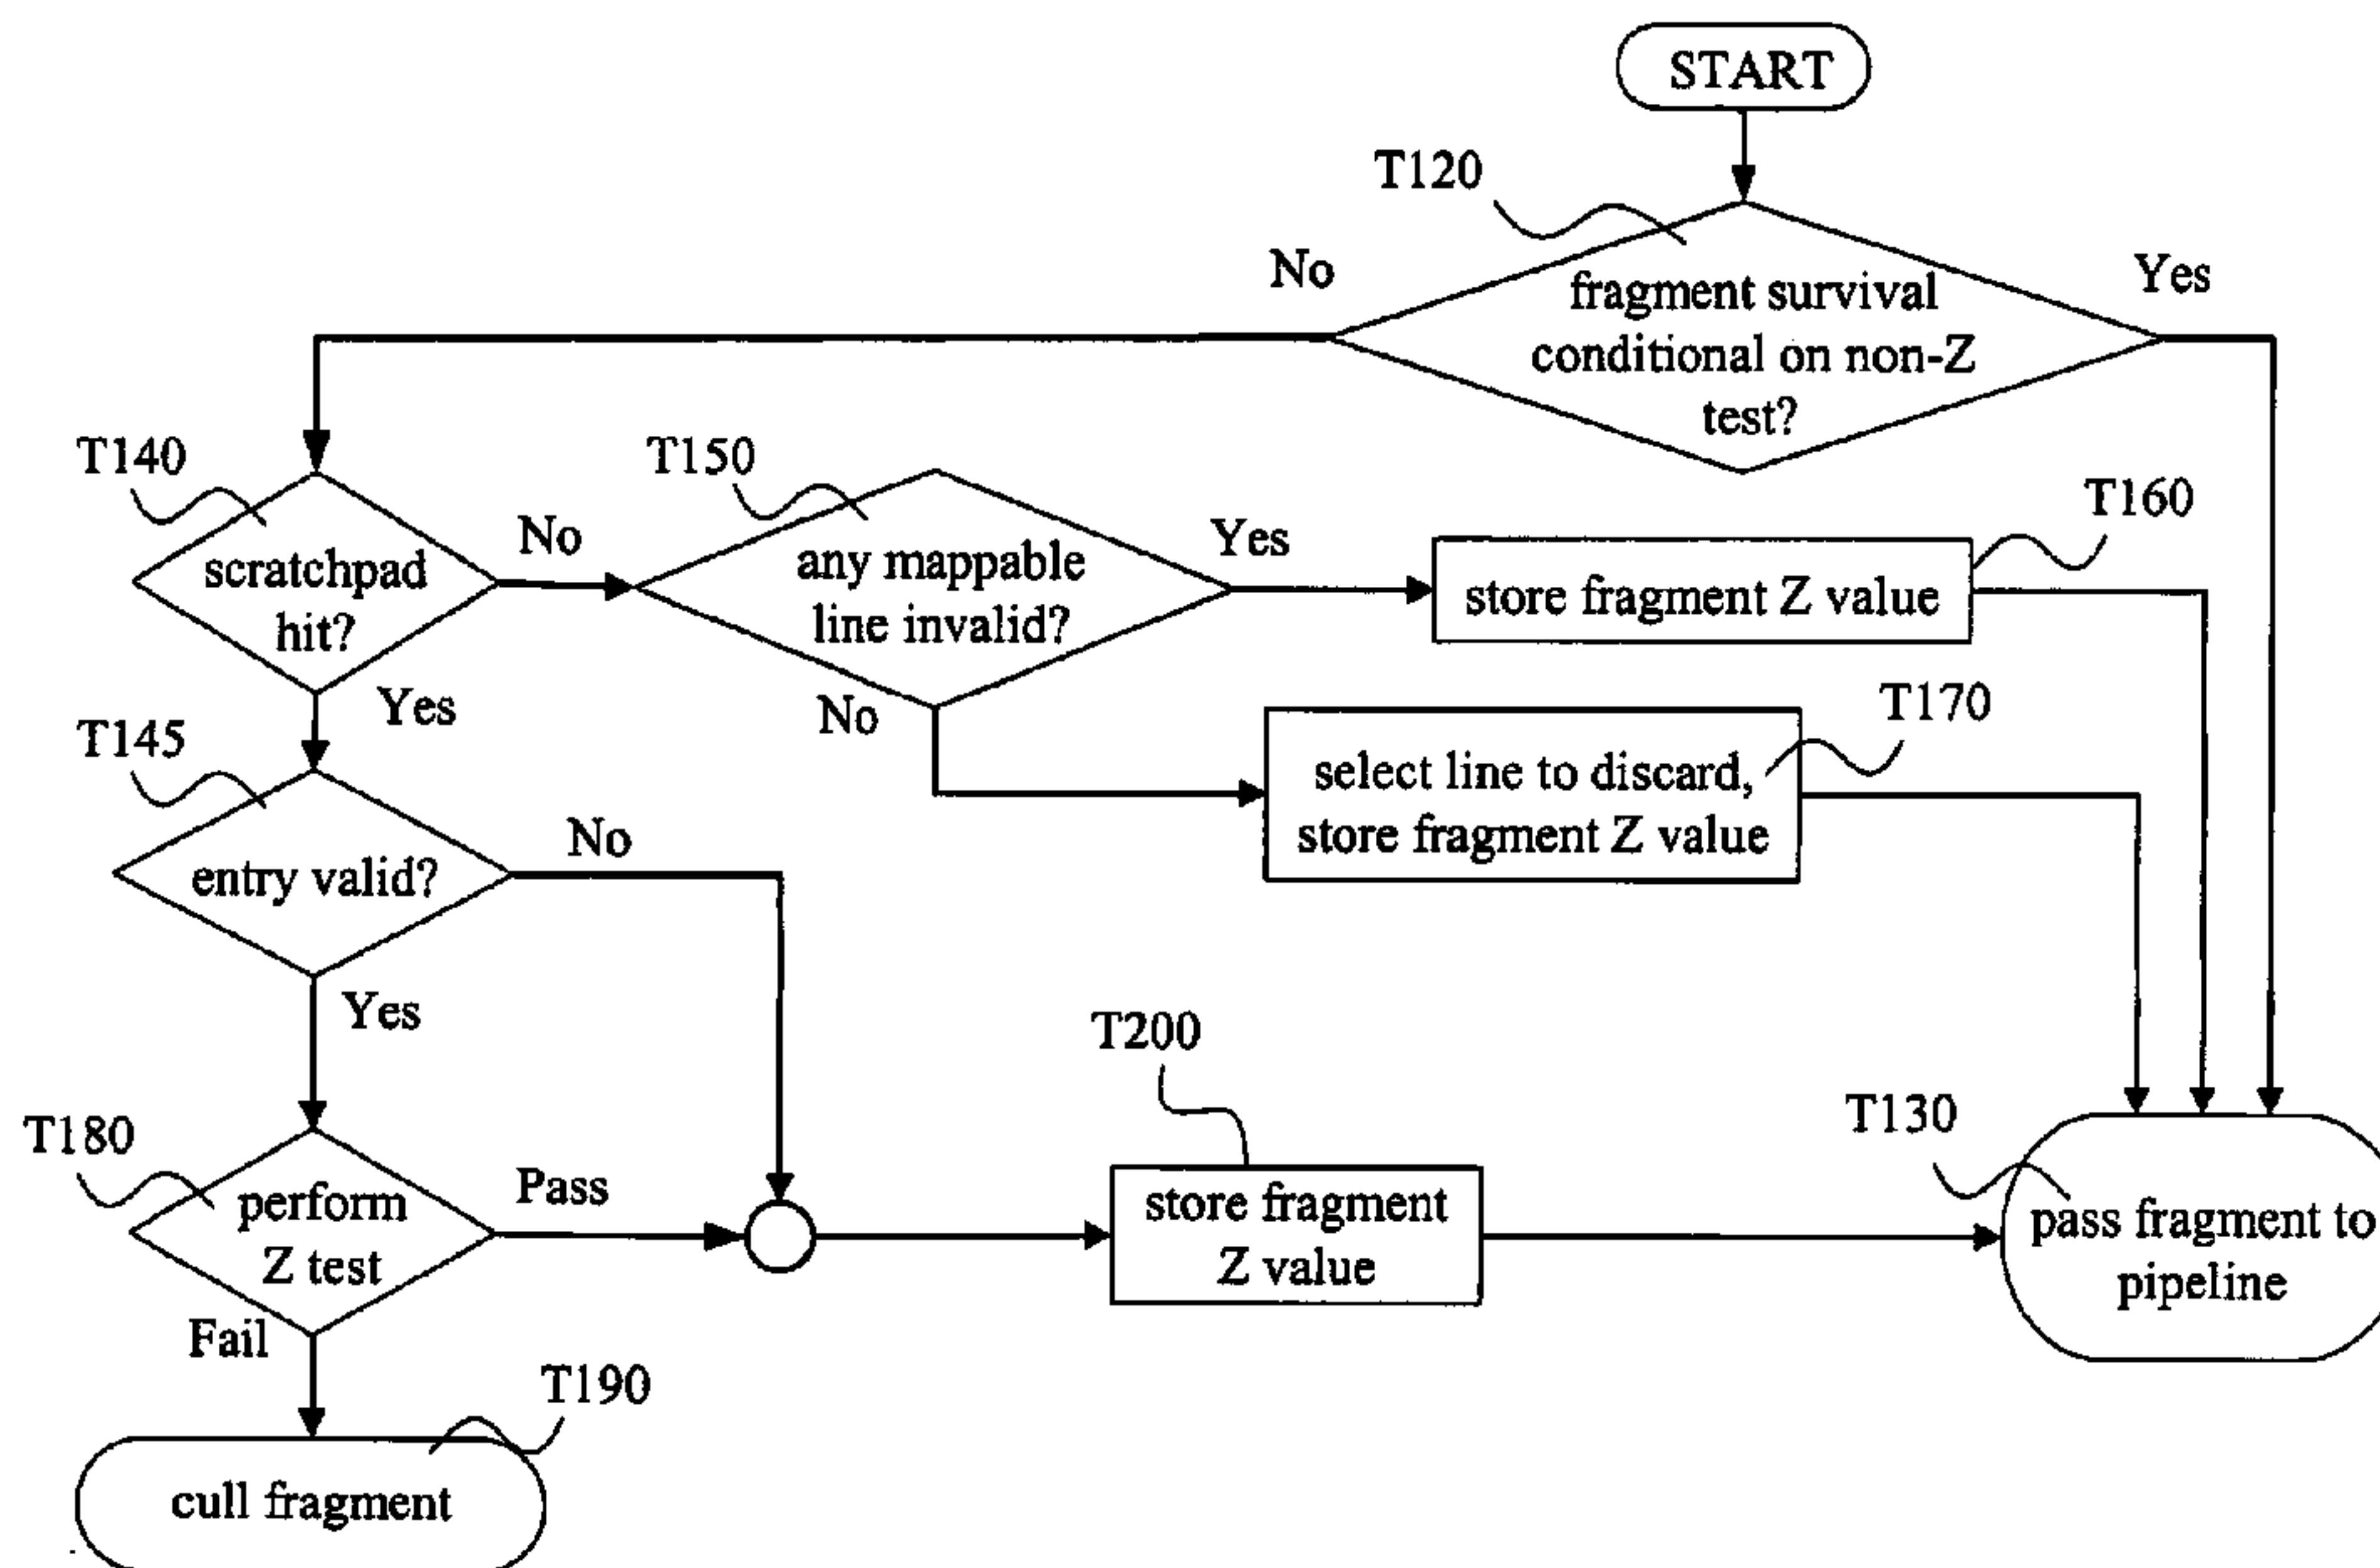 START
T120
No
Yes
fragment survival
conditional on non-Z
test?
T140
T150
T160
scratchpad
hit?
No
any mappable
line invalid?
Yes
store fragment Z value
Yes
No
T170
select line to discard,
store fragment Z value
T145
entry valid?
No
Yes
T200
T130
T180
perform
Z test
Pass
store fragment
Z value
pass fragment to
pipeline
Fail
T190
cull fragment